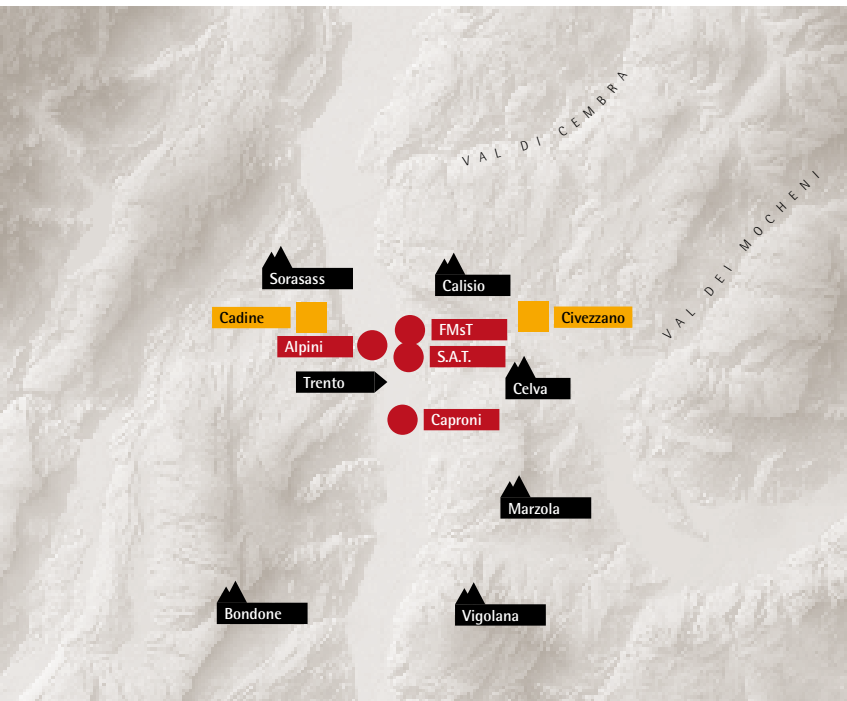 VAL DI CEMBRA
VAL DEI MOCHENI
Sorasass
Calisio
Cadine
Civezzano
FMsT
Alpini
S.A.T.
Trento
Celva
Caproni
Marzola
Bondone
Vigolana